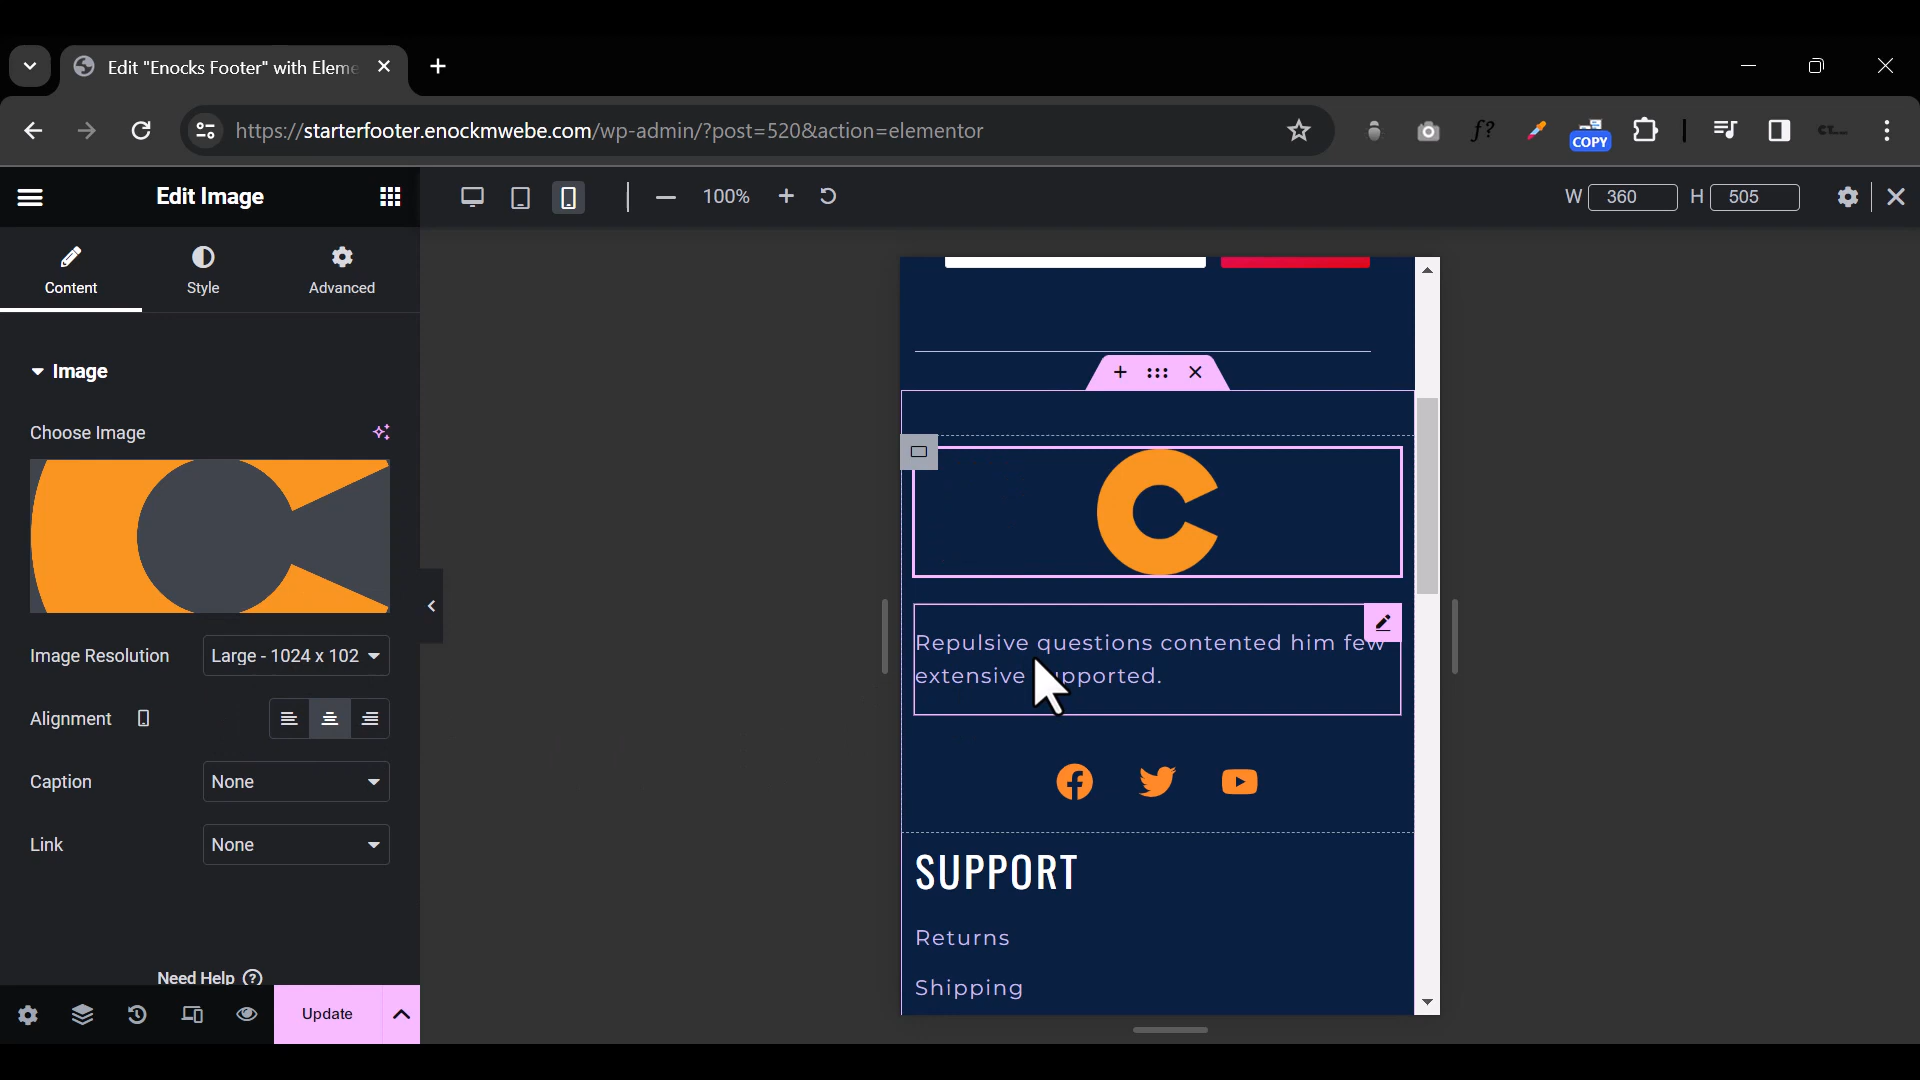 Edit "Enocks Footer" with Eleme
https://starterfooter.enockmwebe.com/wp-admin/?post=520&action=elementor
f?
COPY
Edit Image
100%
W 360 H 505
Content
Style
Advanced
Image
Choose Image
Image Resolution
Large - 1024 x 102
Alignment
Caption
None
Link
None
Need Help
Update
Repulsive questions contented him few
extensive
SUPPORT
Returns
Shipping